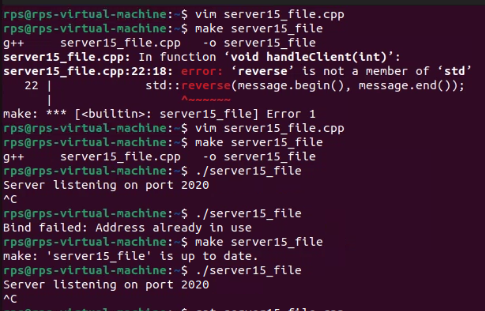 rps@rps-virtual-machine:~$ vim server15_file.cpp
rps@rps-virtual-machine:~$ make server15_file
g++     server15_file.cpp   -o server15_file
server15_file.cpp: In function ‘void handleClient(int)’:
server15_file.cpp:22:18: error: ‘reverse’ is not a member of ‘std’
   22 |             std::reverse(message.begin(), message.end());
      |                  ^~~~~~~
make: *** [<builtin>: server15_file] Error 1
rps@rps-virtual-machine:~$ vim server15_file.cpp
rps@rps-virtual-machine:~$ make server15_file
g++     server15_file.cpp   -o server15_file
rps@rps-virtual-machine:~$ ./server15_file
Server listening on port 2020
^C
rps@rps-virtual-machine:~$ ./server15_file
Bind failed: Address already in use
rps@rps-virtual-machine:~$ make server15_file
make: 'server15_file' is up to date.
rps@rps-virtual-machine:~$ ./server15_file
Server listening on port 2020
^C